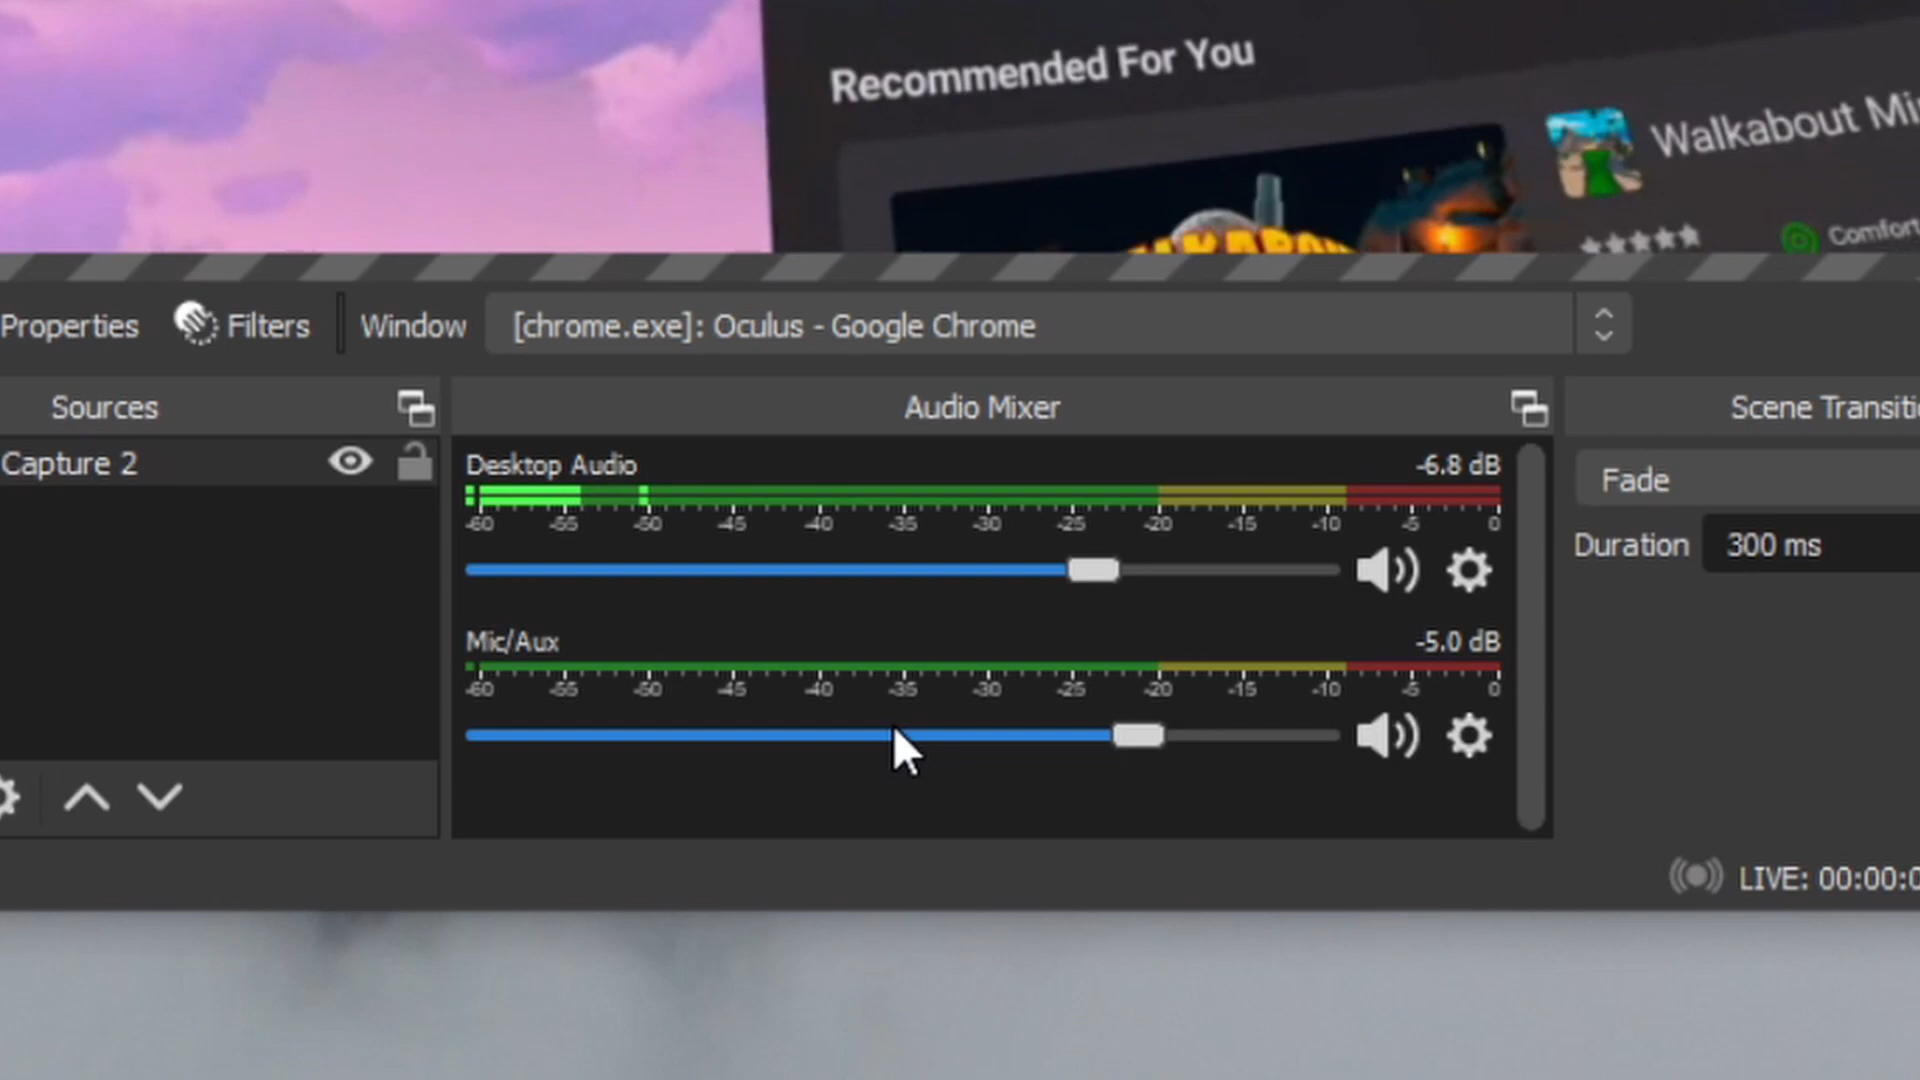 Recommended For You
Walkabout Mi
Comfort
Properties
Filters
Window
[chrome.exe]: Oculus - Google Chrome
Sources
Audio Mixer
Scene Transiti
Capture 2
Desktop Audio
-6.8 dB
-60 -55 -50 -45 -40 -35 -30 -25 -20 -15 -10 -5 0
Fade
Duration
300 ms
Mic/Aux
-5.0 dB
-60 -55 -50 -45 -40 -35 -30 -25 -20 -15 -10 -5 0
LIVE: 00:00:0